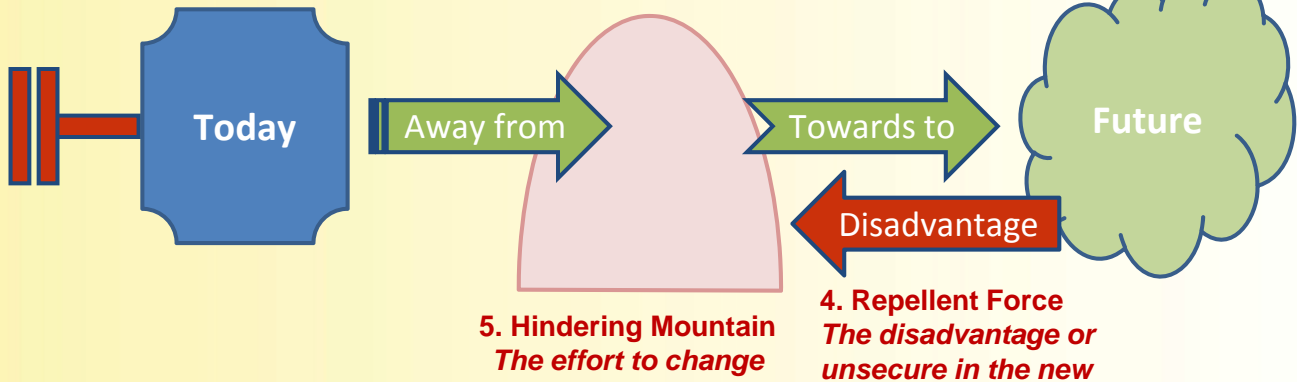 Today
Away from
Towards to
Future
Disadvantage
5. Hindering Mountain
The effort to change
4. Repellent Force
The disadvantage or
unsecure in the new